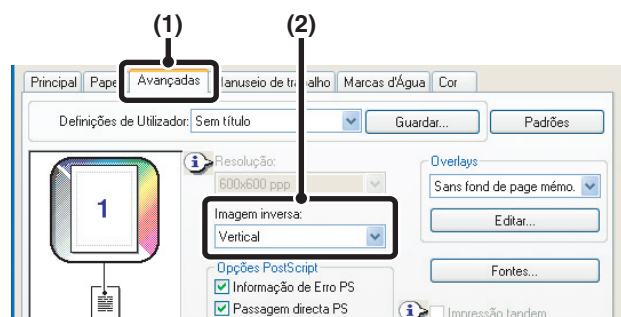 (1) (2)
Principal Pape Avançadas Manuseio de trabalho Marcas d'Água Cor
Definições de Utilizador: Sem título Guardar... Padrões
Resolução: Overlays
600x600 ppp Sans fond de page mémo.
1 Imagem inversa: Editar...
Vertical
Opções PostScript Fontes...
Informação de Erro PS
Passagem directa PS Impressão tandem